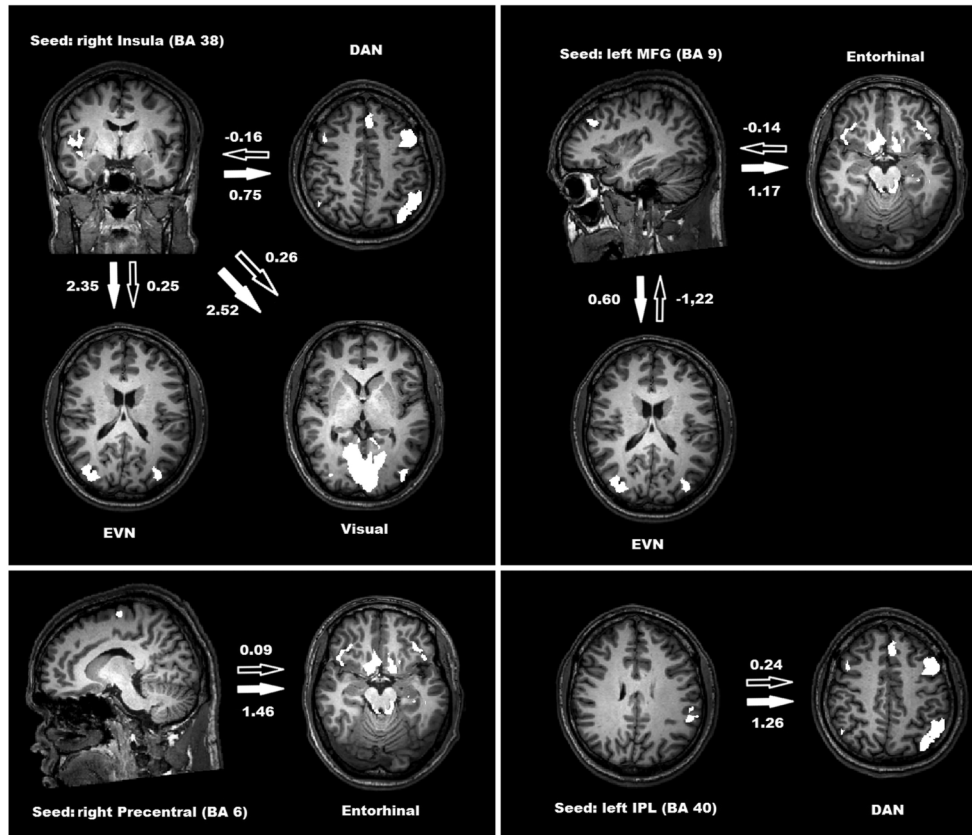 Seed: right Insula (BA 38)
DAN
-0.16
0.75
2.35
0.25
0.26
2.52
EVN
Visual
Seed: left MFG (BA 9)
Entorhinal
-0.14
1.17
0.60
-1,22
EVN
0.09
1.46
Seed: right Precentral (BA 6)
Entorhinal
0.24
1.26
Seed: left IPL (BA 40)
DAN